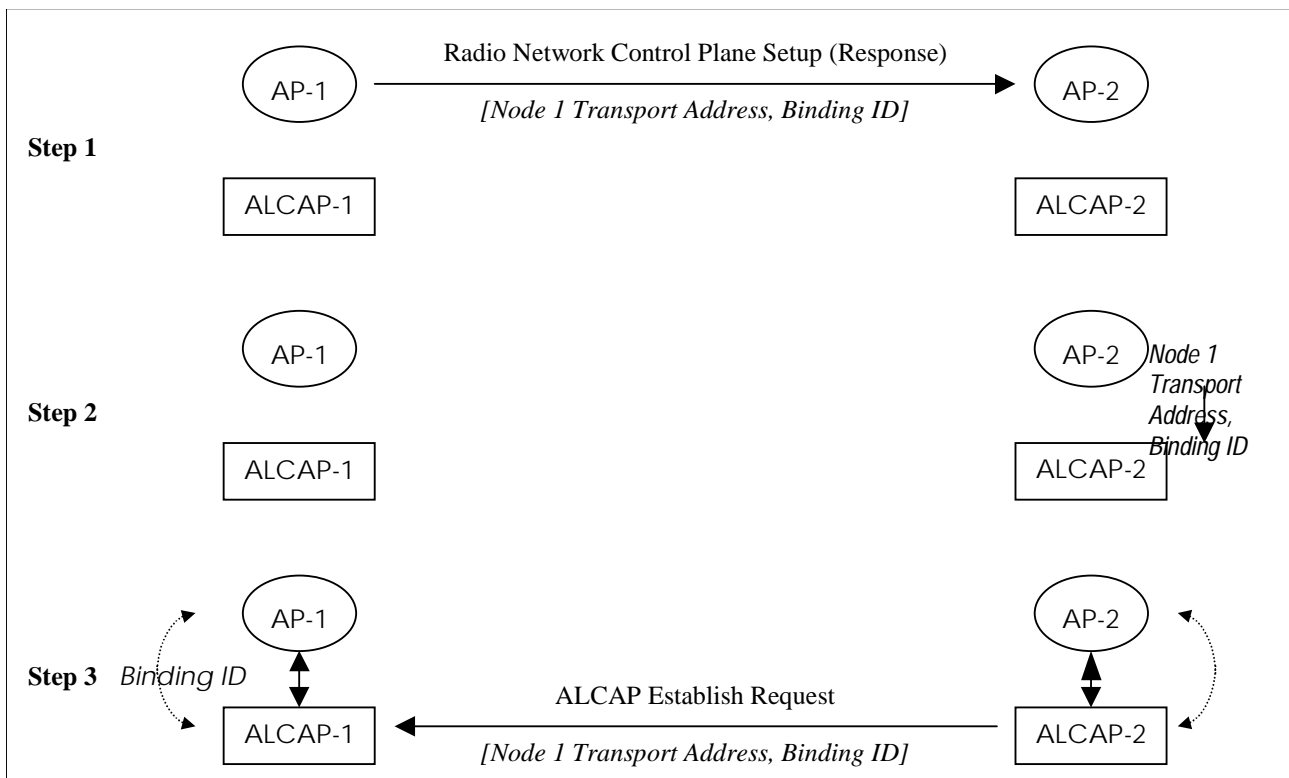 Radio Network Control Plane Setup (Response)
AP-1
AP-2
[Node 1 Transport Address, Binding ID]
Step 1
ALCAP-1
ALCAP-2
AP-1
AP-2
Node 1
Transport
Address,
Binding ID
Step 2
ALCAP-1
ALCAP-2
AP-1
AP-2
Step 3
Binding ID
ALCAP Establish Request
ALCAP-1
ALCAP-2
[Node 1 Transport Address, Binding ID]